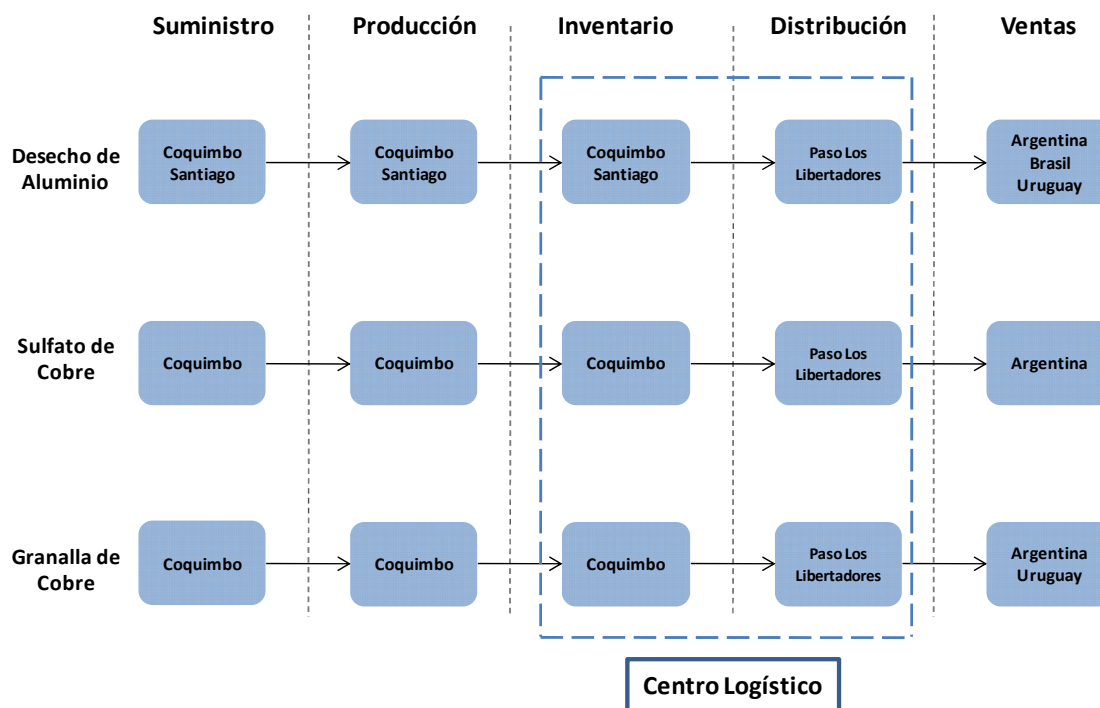 Suministro
Producción
Inventario
Distribución
Ventas
Desecho de
Aluminio
Coquimbo
Santiago
Coquimbo
Santiago
Coquimbo
Santiago
Paso Los
Libertadores
Argentina
Brasil
Uruguay
Sulfato de
Cobre
Coquimbo
Coquimbo
Coquimbo
Paso Los
Libertadores
Argentina
Granalla de
Cobre
Coquimbo
Coquimbo
Coquimbo
Paso Los
Libertadores
Argentina
Uruguay
Centro Logístico